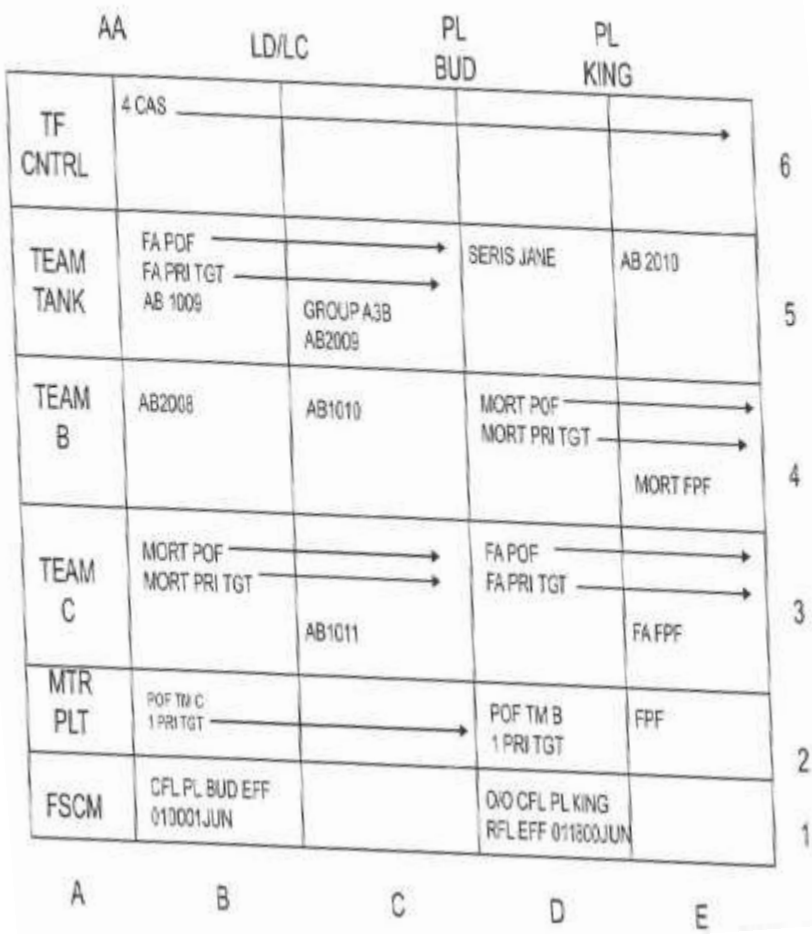 AA
LD/LC
PL
BUD
PL
KING
TF
CNTRL
4 CAS
6
TEAM
TANK
FA POF
FA PRI TGT
AB 1009
GROUP A3B
AB2009
SERIS JANE
AB 2010
5
TEAM
B
AB2008
AB1010
MORT POF
MORT PRI TGT
MORT FPF
4
TEAM
C
MORT POF
MORT PRI TGT
AB1011
FA POF
FA PRI TGT
FA FPF
3
MTR
PLT
POF TM C
1 PRI TGT
POF TM B
1 PRI TGT
FPF
2
FSCM
CFL PL BUD EFF
010001JUN
O/O CFL PL KING
RFL EFF 011800JUN
1
A
B
C
D
E